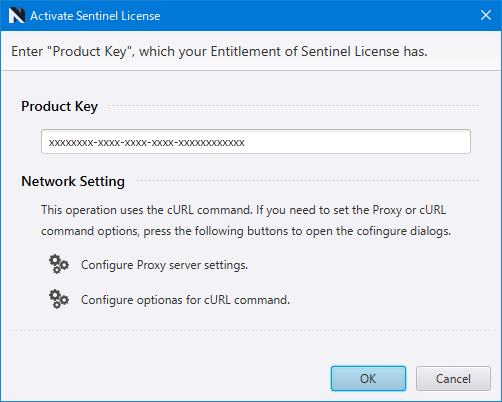 Activate Sentinel License
Enter "Product Key", which your Entitlement of Sentinel License has.
Product Key
xxxxxxxx-xxxx-xxxx-xxxx-xxxxxxxxxxxx
Network Setting
This operation uses the cURL command. If you need to set the Proxy or cURL
command options, press the following buttons to open the cofingure dialogs.
Configure Proxy server settings.
Configure optionas for cURL command.
OK
Cancel